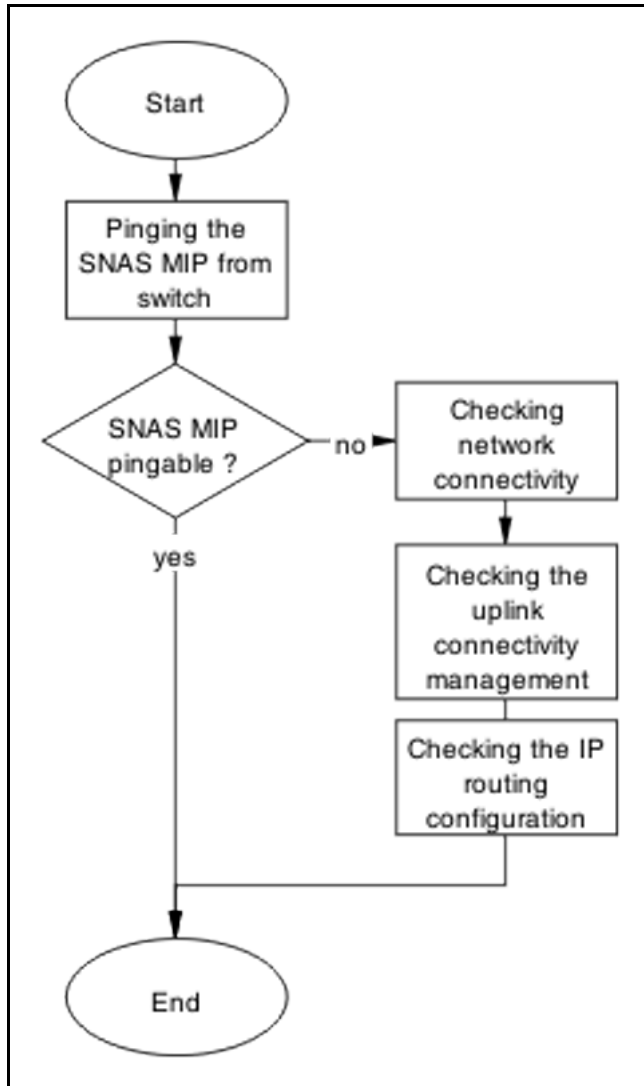 Start
Pinging the
SNAS MIP from
switch
SNAS MIP
pingable ?
no
yes
Checking
network
connectivity
Checking the
uplink
connectivity
management
Checking the IP
routing
configuration
End